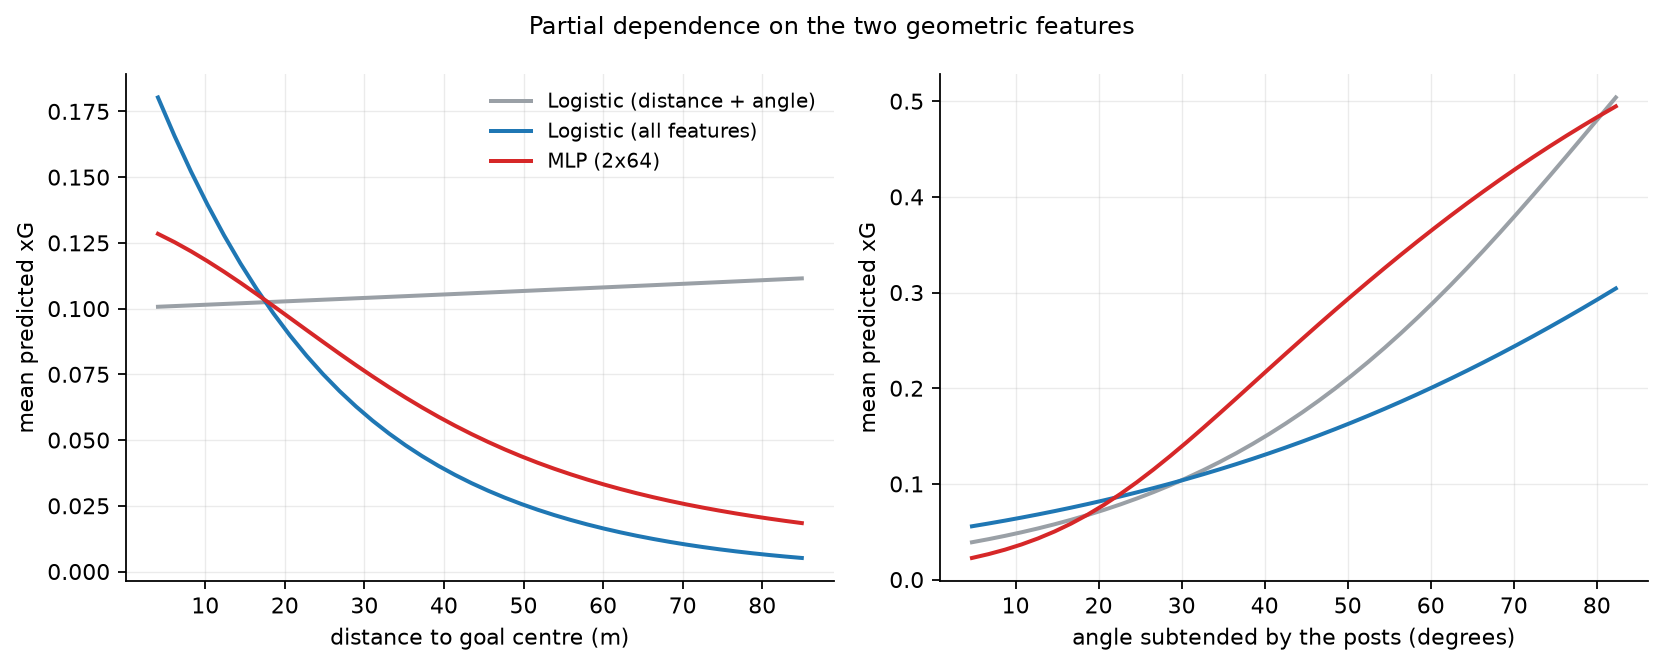 Partial dependence on the two geometric features
mean predicted xG
0.175
0.150
0.125
0.100
0.075
0.050
0.025
0.000
Logistic (distance + angle)
Logistic (all features)
MLP (2x64)
10 20 30 40 50 60 70 80
distance to goal centre (m)
mean predicted xG
0.5
0.4
0.3
0.2
0.1
0.0
10 20 30 40 50 60 70 80
angle subtended by the posts (degrees)